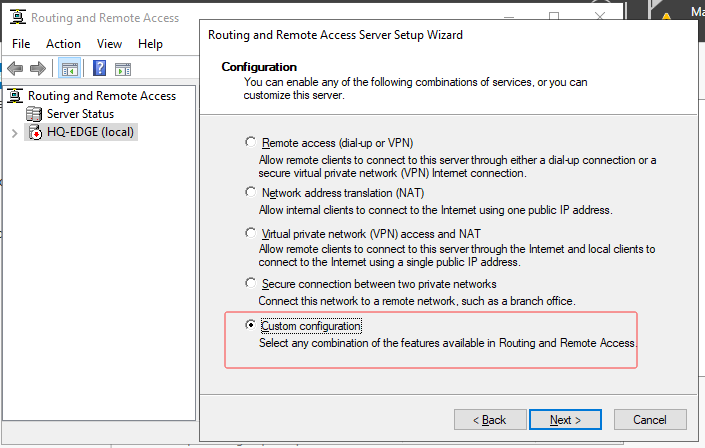 Routing and Remote Access
File Action View Help
Routing and Remote Access
Server Status
HQ-EDGE (local)
Routing and Remote Access Server Setup Wizard
Configuration
You can enable any of the following combinations of services, or you can
customize this server.
Remote access (dial-up or VPN)
Allow remote clients to connect to this server through either a dial-up connection or a
secure virtual private network (VPN) Internet connection.
Network address translation (NAT)
Allow internal clients to connect to the Internet using one public IP address.
Virtual private network (VPN) access and NAT
Allow remote clients to connect to this server through the Internet and local clients to
connect to the Internet using a single public IP address.
Secure connection between two private networks
Connect this network to a remote network, such as a branch office.
Custom configuration
Select any combination of the features available in Routing and Remote Access.
< Back Next > Cancel
Ma